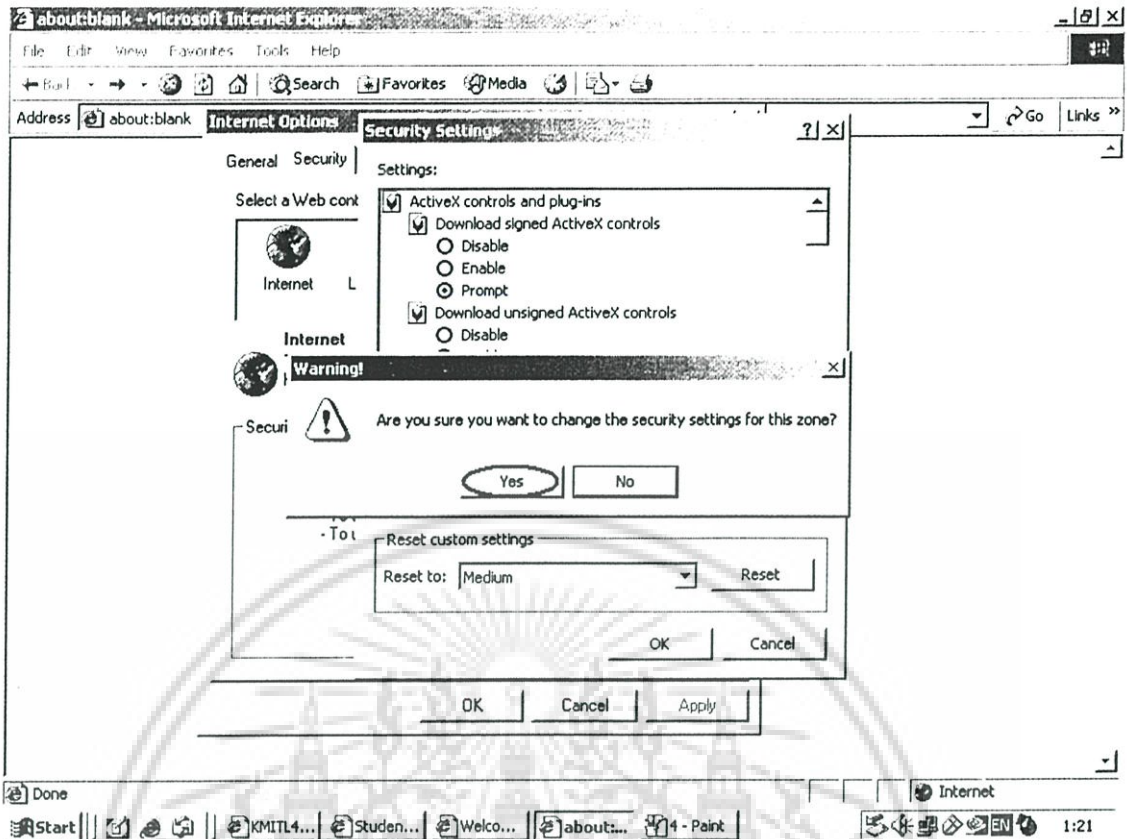 about:blank - Microsoft Internet Explorer
File Edit View Favorites Tools Help
Back Search Favorites Media
Address about:blank Go Links »
Internet Options
Security Settings
General Security
Settings:
Select a Web cont
ActiveX controls and plug-ins
Download signed ActiveX controls
Disable
Enable
Prompt
Download unsigned ActiveX controls
Disable
Internet L
Internet
Warning!
Securi
Are you sure you want to change the security settings for this zone?
Yes No
Reset custom settings
Reset to: Medium Reset
OK Cancel
OK Cancel Apply
Done Internet
Start KMITL4... Studen... Welco... about:... 4 - Paint EN 1:21